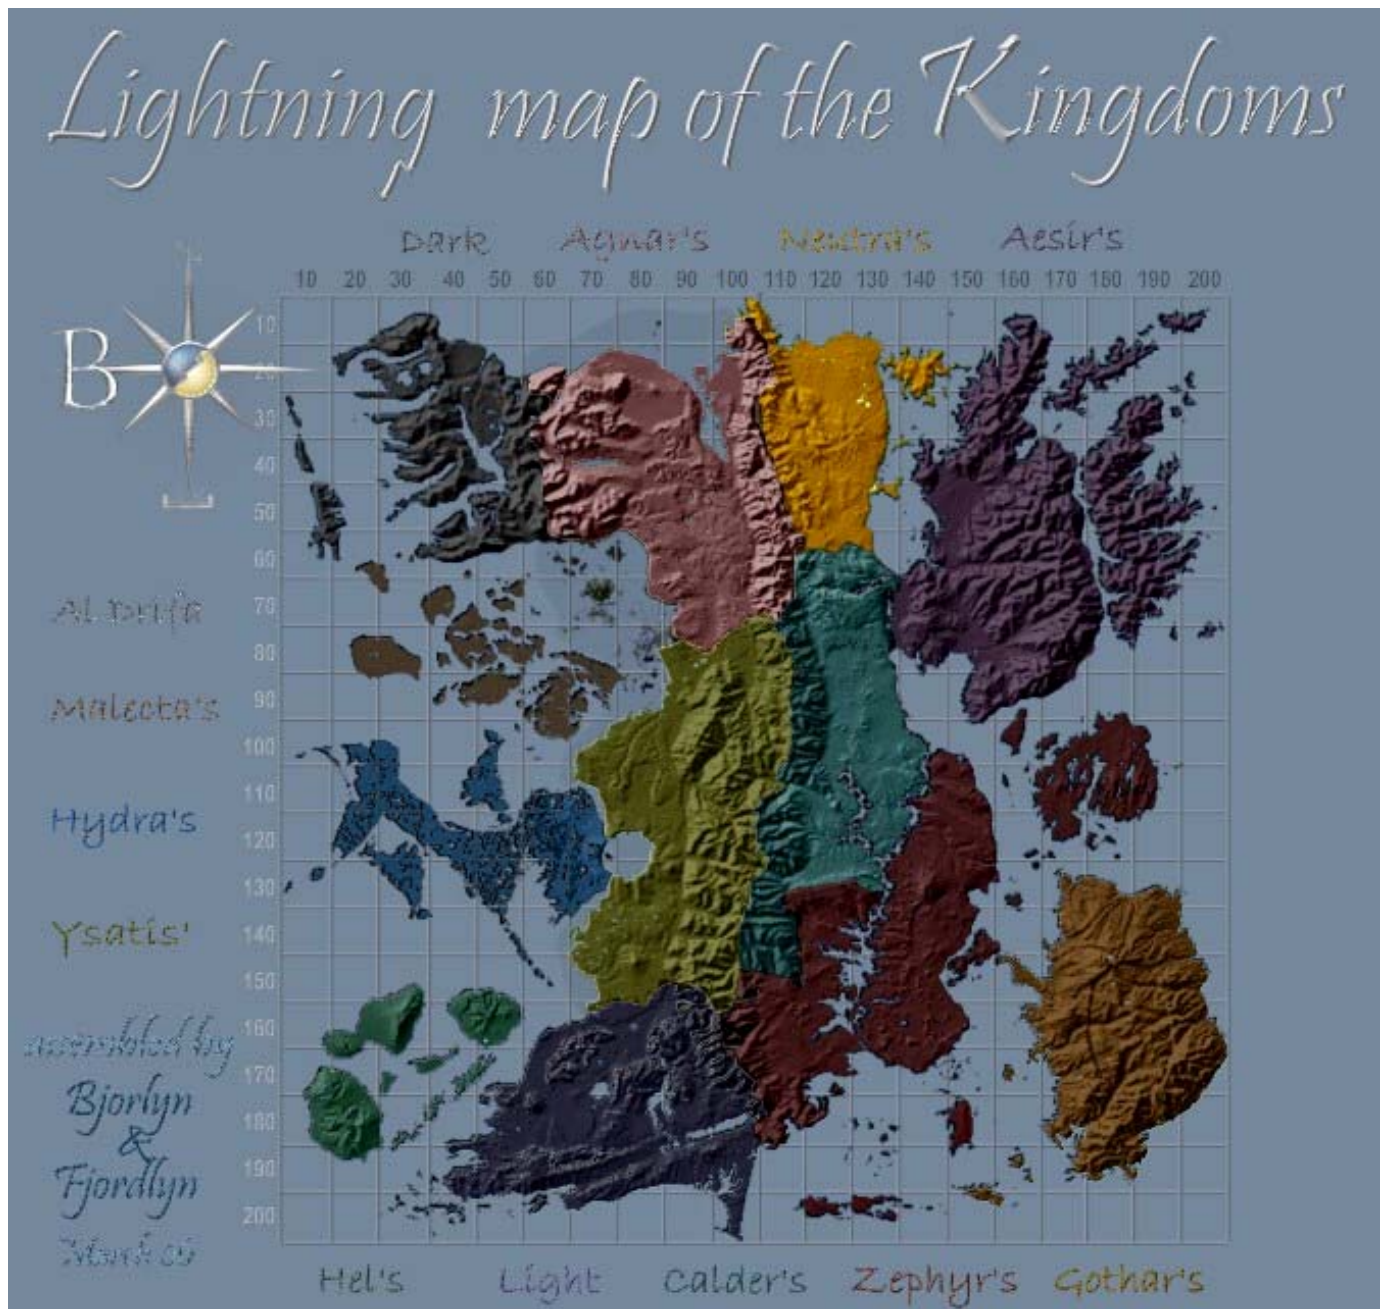 Lightning map of the Kingdoms
Dark Agnar's Neutra's Aesir's
10 20 30 40 50 60 70 80 90 100 110 120 130 140 150 160 170 180 190 200
B
L
10
20
30
40
50
60
70
80
90
100
110
120
130
140
150
160
170
180
190
200
Al Drifa
Malecta's
Hydra's
Ysatis'
assembled by
Bjorlyn
&
Fjordlyn
Hel's Light Calder's Zephyr's Gothar's